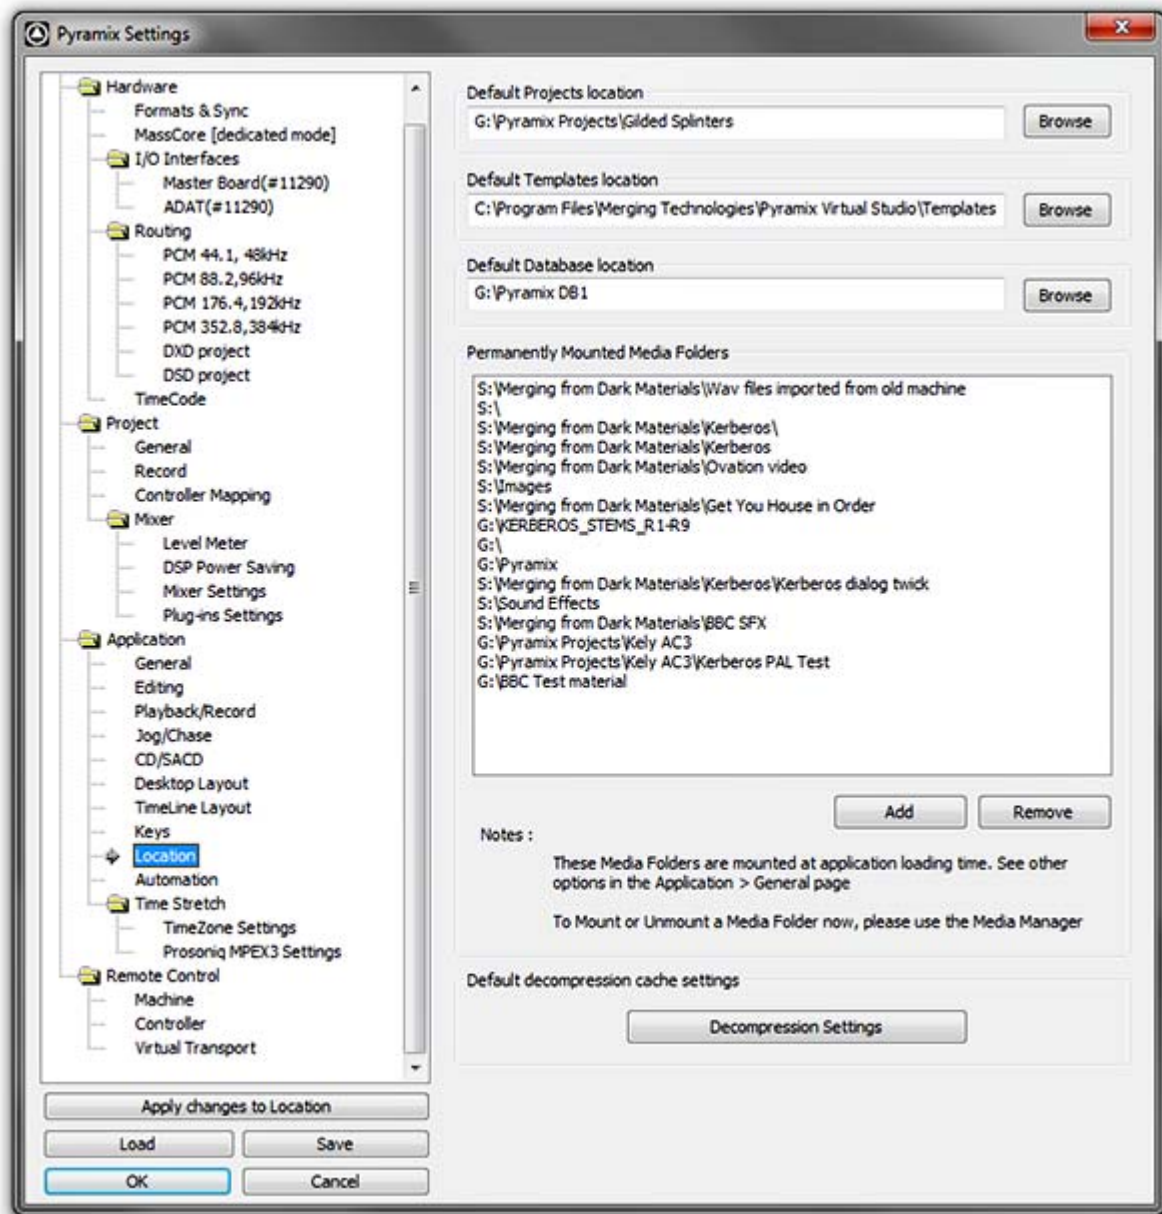 Pyramix Settings
Hardware
Formats & Sync
MassCore [dedicated mode]
I/O Interfaces
Master Board(#11290)
ADAT(#11290)
Routing
PCM 44.1, 48kHz
PCM 88.2,96kHz
PCM 176.4,192kHz
PCM 352.8,384kHz
DXD project
DSD project
TimeCode
Project
General
Record
Controller Mapping
Mixer
Level Meter
DSP Power Saving
Mixer Settings
Plug-ins Settings
Application
General
Editing
Playback/Record
Jog/Chase
CD/SACD
Desktop Layout
TimeLine Layout
Keys
Location
Automation
Time Stretch
TimeZone Settings
Prosoniq MPEX3 Settings
Remote Control
Machine
Controller
Virtual Transport
Apply changes to Location
Load Save
OK Cancel
Default Projects location
G:\Pyramix Projects\Gilded Splinters Browse
Default Templates location
C:\Program Files\Merging Technologies\Pyramix Virtual Studio\Templates Browse
Default Database location
G:\Pyramix DB1 Browse
Permanently Mounted Media Folders
S:\Merging from Dark Materials\Wav files imported from old machine
S:\
S:\Merging from Dark Materials\Kerberos\
S:\Merging from Dark Materials\Kerberos
S:\Merging from Dark Materials\Ovation video
S:\Images
S:\Merging from Dark Materials\Get You House in Order
G:\KERBEROS_STEMS_R1-R9
G:\
G:\Pyramix
S:\Merging from Dark Materials\Kerberos\Kerberos dialog twick
S:\Sound Effects
S:\Merging from Dark Materials\BBC SFX
G:\Pyramix Projects\Kely AC3
G:\Pyramix Projects\Kely AC3\Kerberos PAL Test
G:\BBC Test material
Add Remove
Notes :
These Media Folders are mounted at application loading time. See other
options in the Application > General page
To Mount or Unmount a Media Folder now, please use the Media Manager
Default decompression cache settings
Decompression Settings